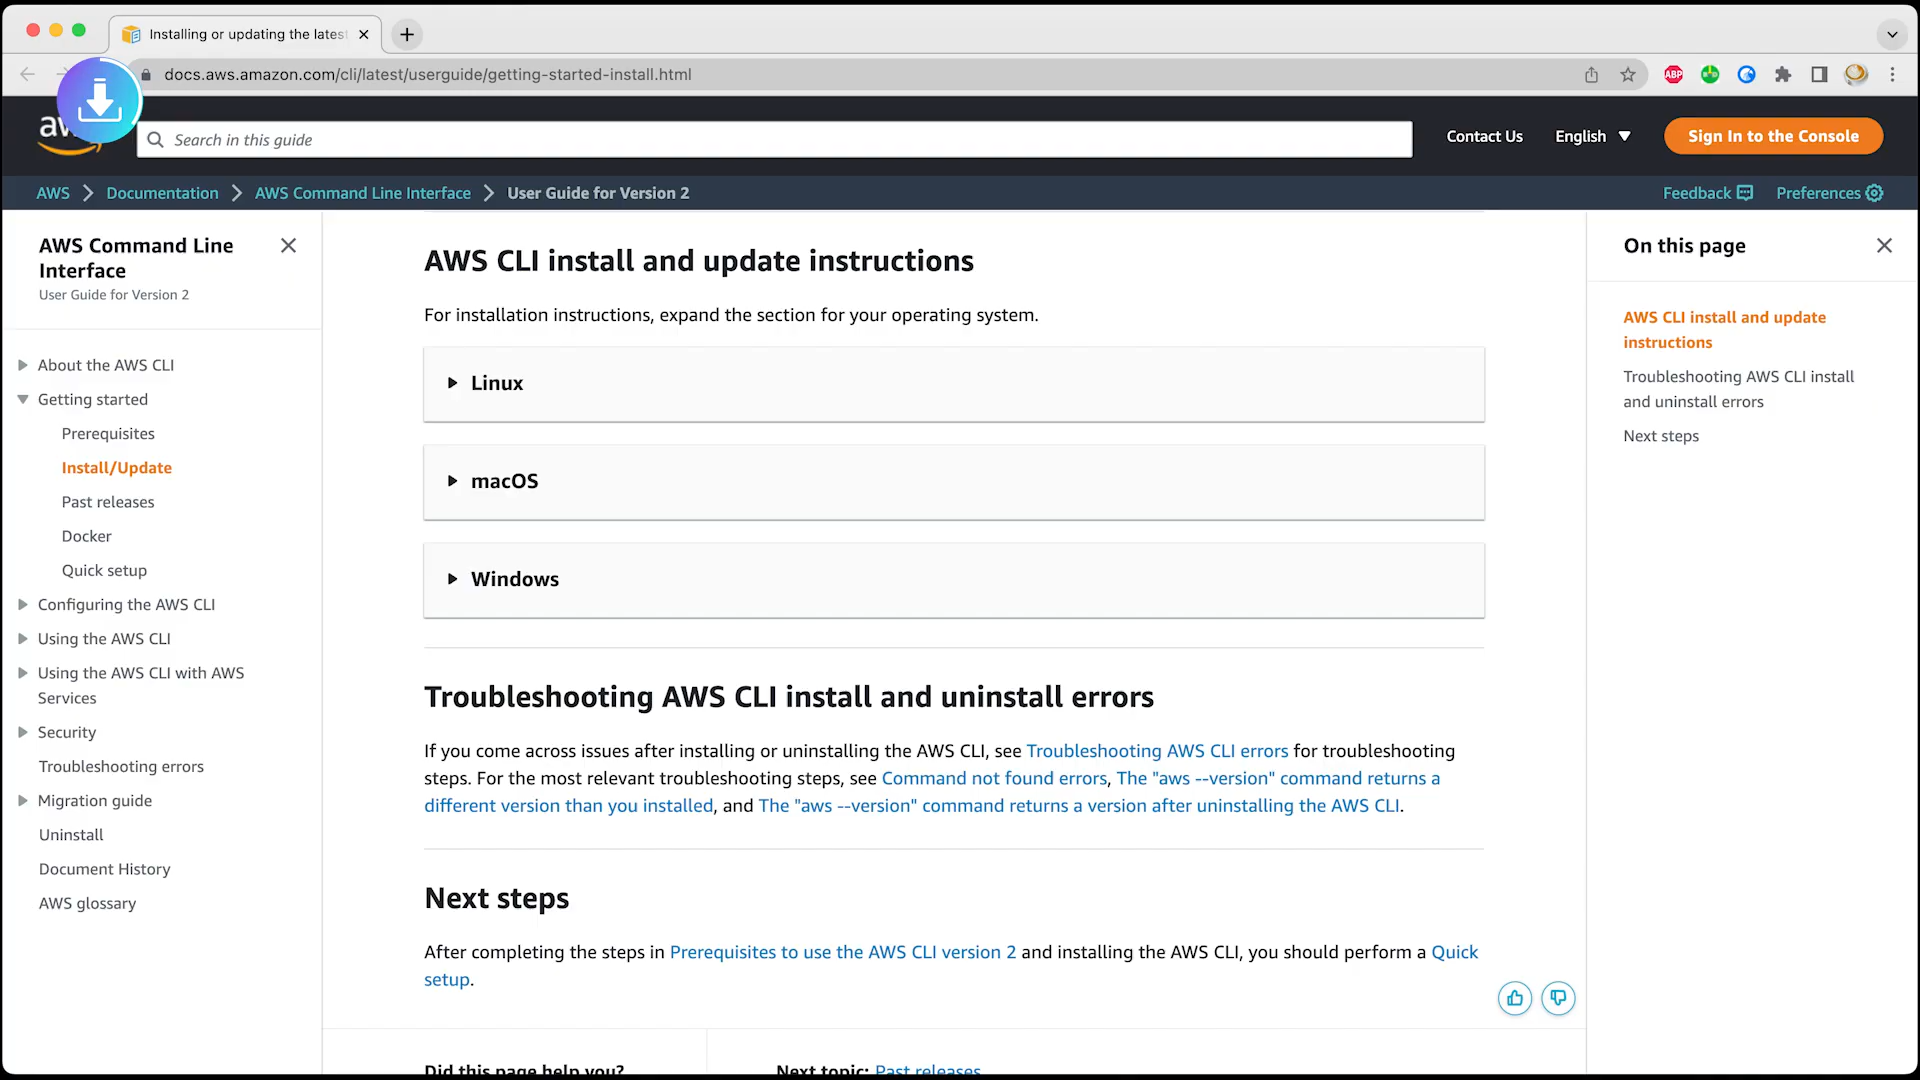 Installing or updating the latest
docs.aws.amazon.com/cli/latest/userguide/getting-started-install.html
ABP
Search in this guide
Contact Us
English
Sign In to the Console
AWS
Documentation
AWS Command Line Interface
User Guide for Version 2
Feedback
Preferences
AWS Command Line
Interface
User Guide for Version 2
About the AWS CLI
Getting started
Prerequisites
Install/Update
Past releases
Docker
Quick setup
Configuring the AWS CLI
Using the AWS CLI
Using the AWS CLI with AWS
Services
Security
Troubleshooting errors
Migration guide
Uninstall
Document History
AWS glossary
AWS CLI install and update instructions
For installation instructions, expand the section for your operating system.
Linux
macOS
Windows
Troubleshooting AWS CLI install and uninstall errors
If you come across issues after installing or uninstalling the AWS CLI, see Troubleshooting AWS CLI errors for troubleshooting
steps. For the most relevant troubleshooting steps, see Command not found errors, The "aws --version" command returns a
different version than you installed, and The "aws --version" command returns a version after uninstalling the AWS CLI.
Next steps
After completing the steps in Prerequisites to use the AWS CLI version 2 and installing the AWS CLI, you should perform a Quick
setup.
Did this page help you?
Next topic: Past releases
On this page
AWS CLI install and update
instructions
Troubleshooting AWS CLI install
and uninstall errors
Next steps